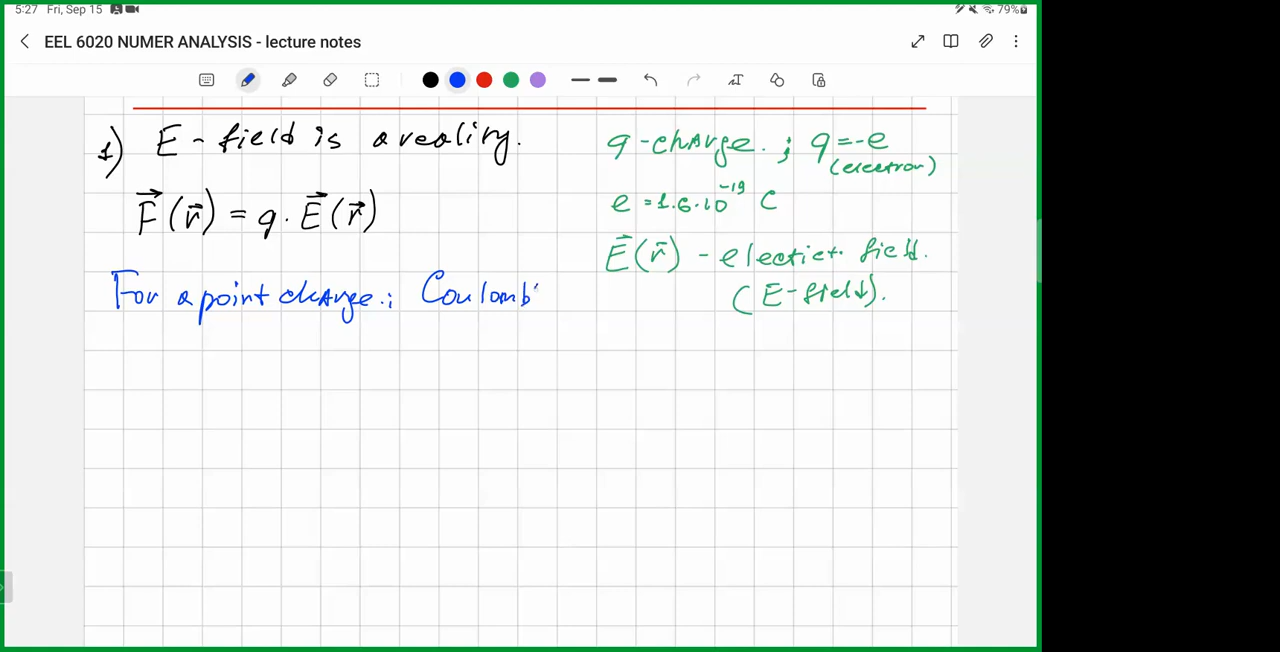 5:27 Fri, Sep 15
79%
EEL 6020 NUMER ANALYSIS - lecture notes
1) E-field is a reality.
F⃗(r⃗) = q · E⃗(r⃗)
For a point charge: Coulomb'
q - charge. ; q = -e
(electron)
e = 1.6·10⁻¹⁹ C
E⃗(r⃗) - electict. field.
(E-field).